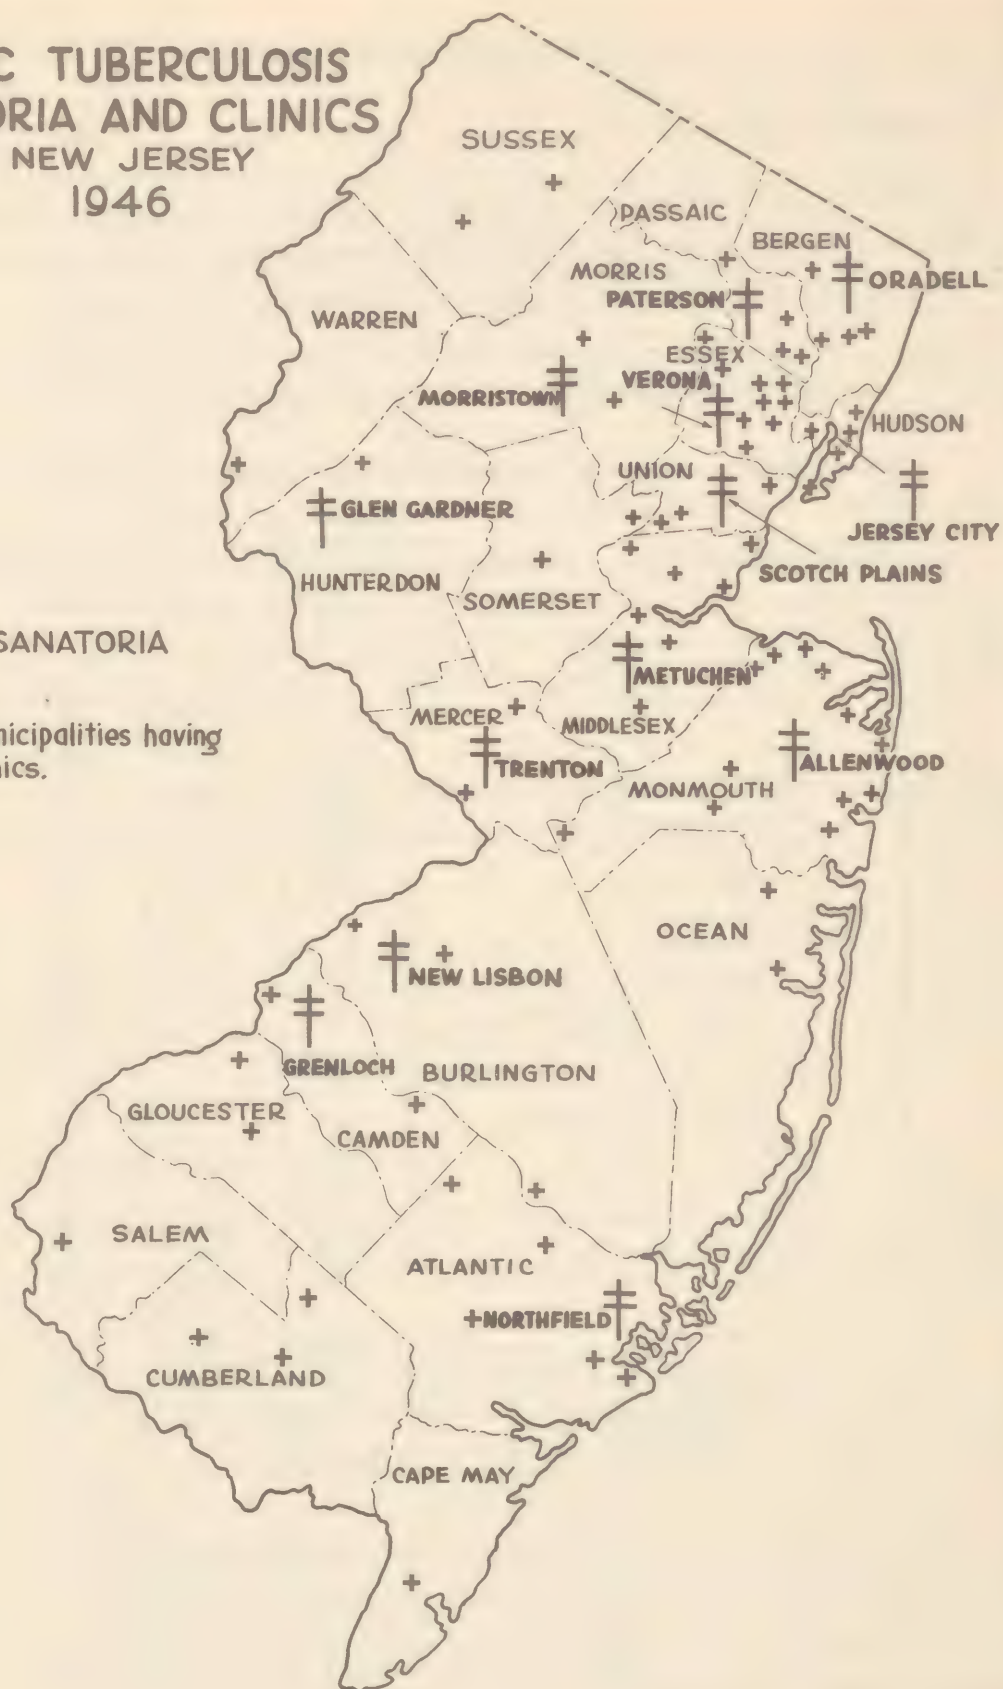 C TUBERCULOSIS
ORIA AND CLINICS
NEW JERSEY
1946
SUSSEX
PASSAIC
BERGEN
MORRIS
ORADELL
PATERSON
WARREN
ESSEX
VERONA
MORRISTOWN
HUDSON
UNION
GLEN GARDNER
JERSEY CITY
SCOTCH PLAINS
HUNTERDON
SOMERSET
SANATORIA
METUCHEN
MERCER
MIDDLESEX
nicipalities having
nics.
TRENTON
ALLENWOOD
MONMOUTH
OCEAN
NEW LISBON
GRENLOCH
BURLINGTON
GLOUCESTER
CAMDEN
SALEM
ATLANTIC
NORTHFIELD
CUMBERLAND
CAPE MAY